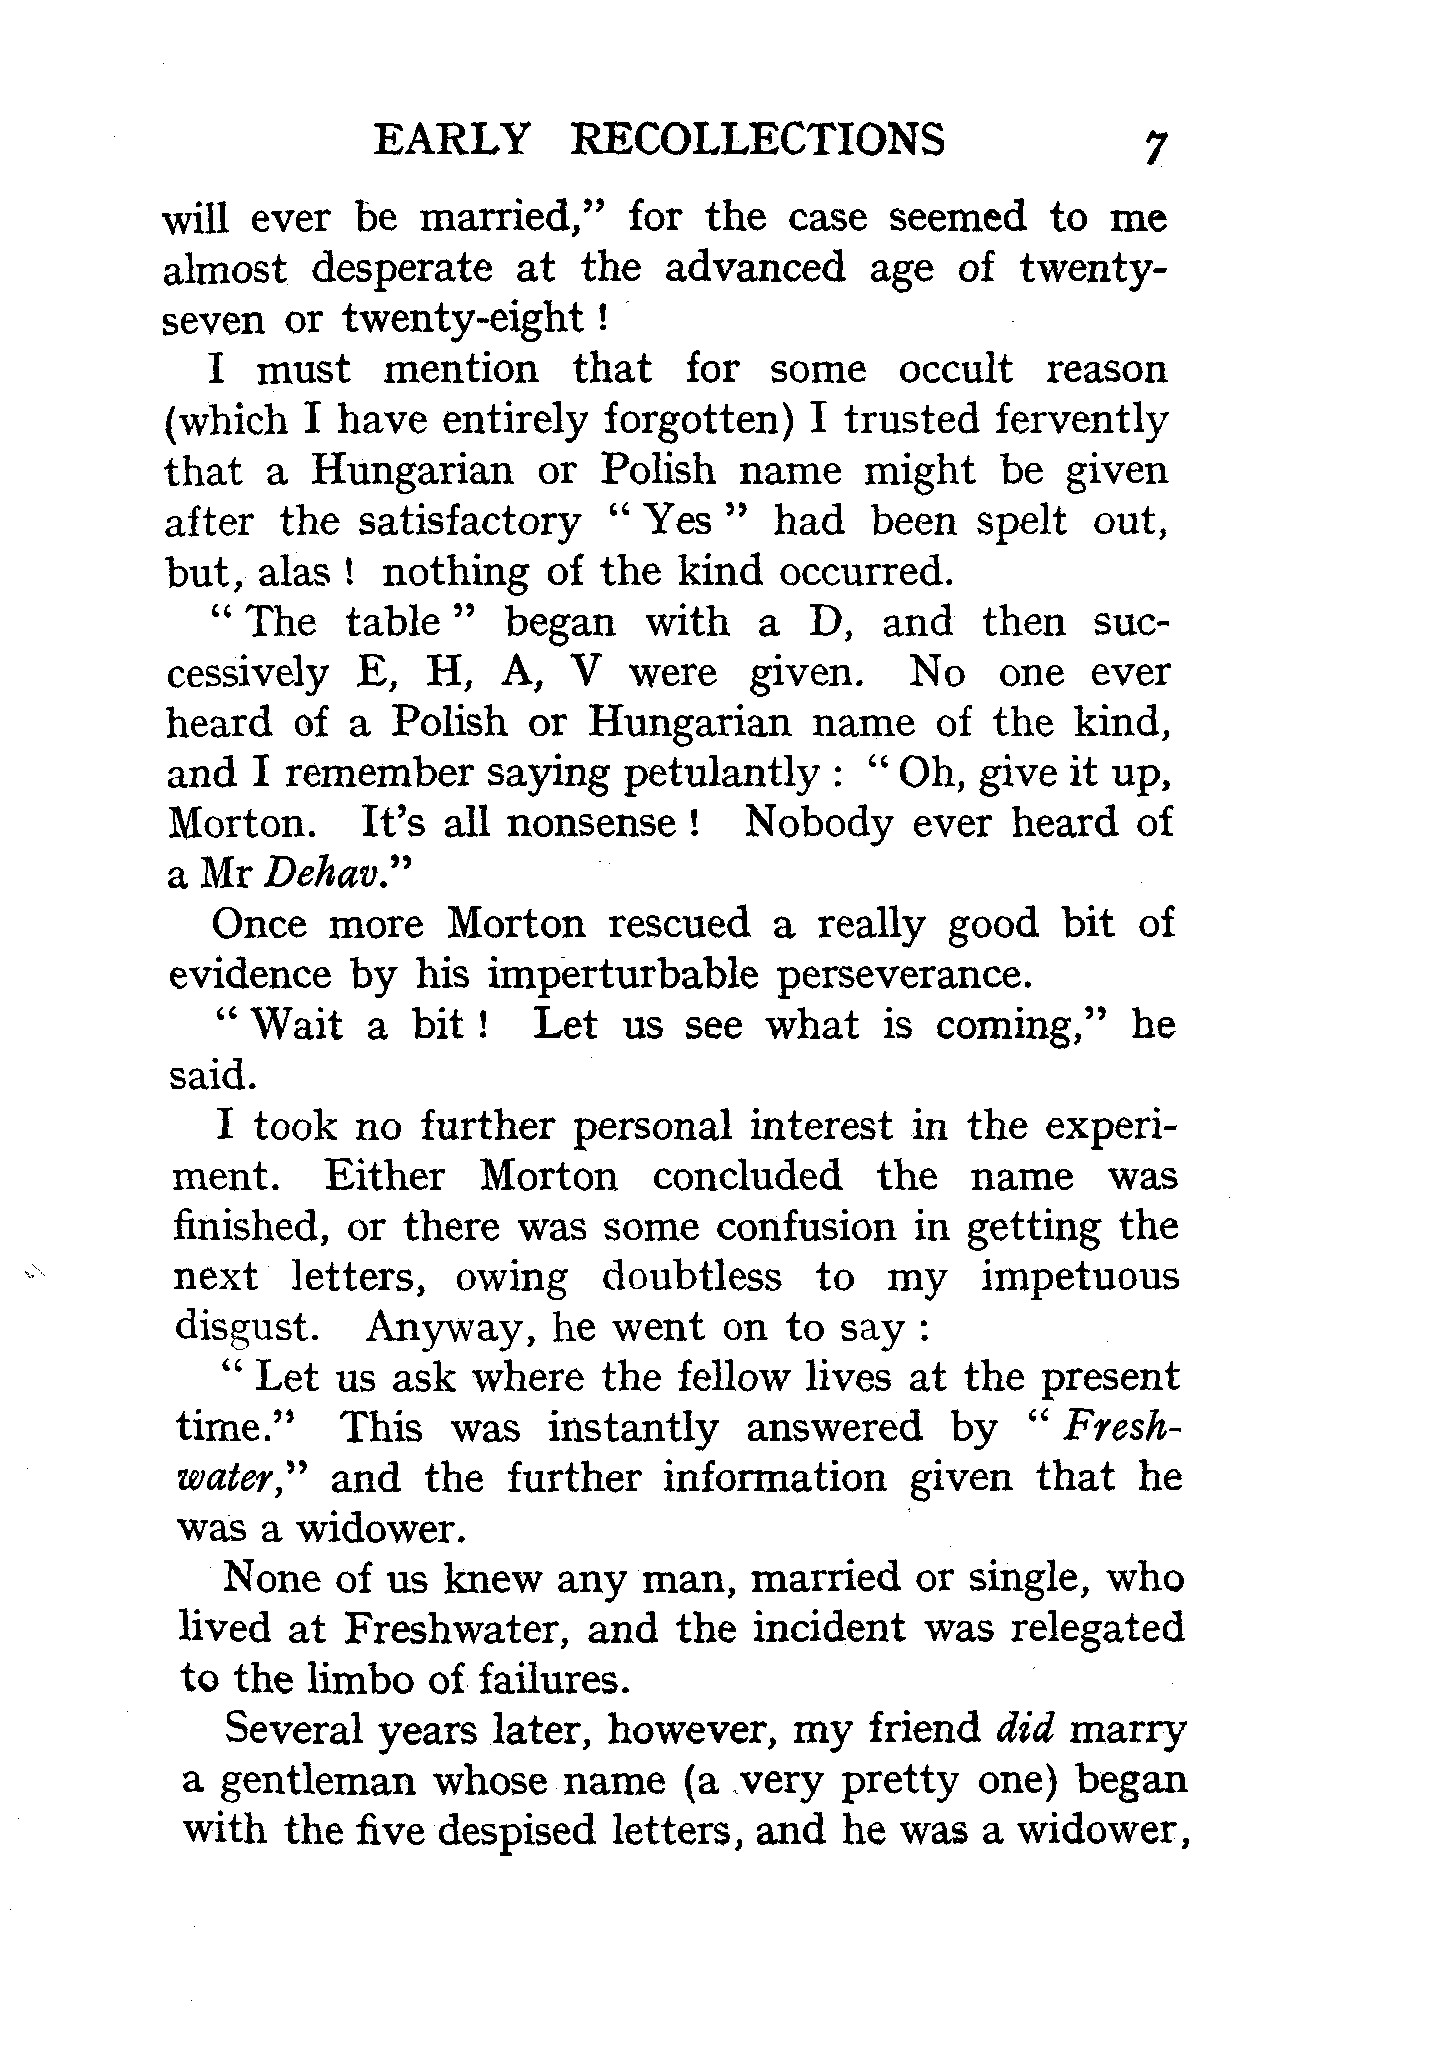 EARLY RECOLLECTIONS 7
will ever be married,” for the case seemed to me
almost desperate at the advanced age of twenty-
seven or twenty-eight !
I must mention that for some occult reason
(which I have entirely forgotten) I trusted fervently
that a Hungarian or Polish name might be given
after the satisfactory “ Yes ” had been spelt out,
but, alas ! nothing of the kind occurred.
“ The table ” began with a D, and then suc-
cessively E, H, A, V were given. No one ever
heard of a Polish or Hungarian name of the kind,
and I remember saying petulantly : “ Oh, give it up,
Morton. It’s all nonsense ! Nobody ever heard of
a Mr Dehav.”
Once more Morton rescued a really good bit of
evidence by his imperturbable perseverance.
“ Wait a bit ! Let us see what is coming,” he
said.
I took no further personal interest in the experi-
ment. Either Morton concluded the name was
finished, or there was some confusion in getting the
next letters, owing doubtless to my impetuous
disgust. Anyway, he went on to say :
“ Let us ask where the fellow lives at the present
time.” This was instantly answered by “ Fresh-
water,” and the further information given that he
was a widower.
None of us knew any man, married or single, who
lived at Freshwater, and the incident was relegated
to the limbo of failures.
Several years later, however, my friend did marry
a gentleman whose name (a very pretty one) began
with the five despised letters, and he was a widower,